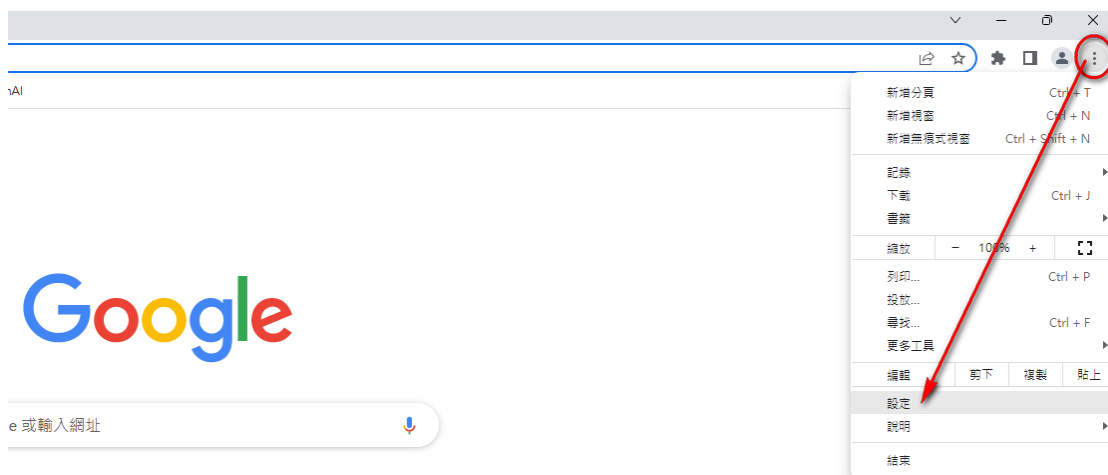 AI
新增分頁 Ctrl + T
新增視窗 Ctrl + N
新增無痕式視窗 Ctrl + Shift + N
記錄
下載 Ctrl + J
書籤
縮放 − 100% +
列印... Ctrl + P
投放...
尋找... Ctrl + F
更多工具
編輯 剪下 複製 貼上
設定
說明
結束
Google
e 或輸入網址